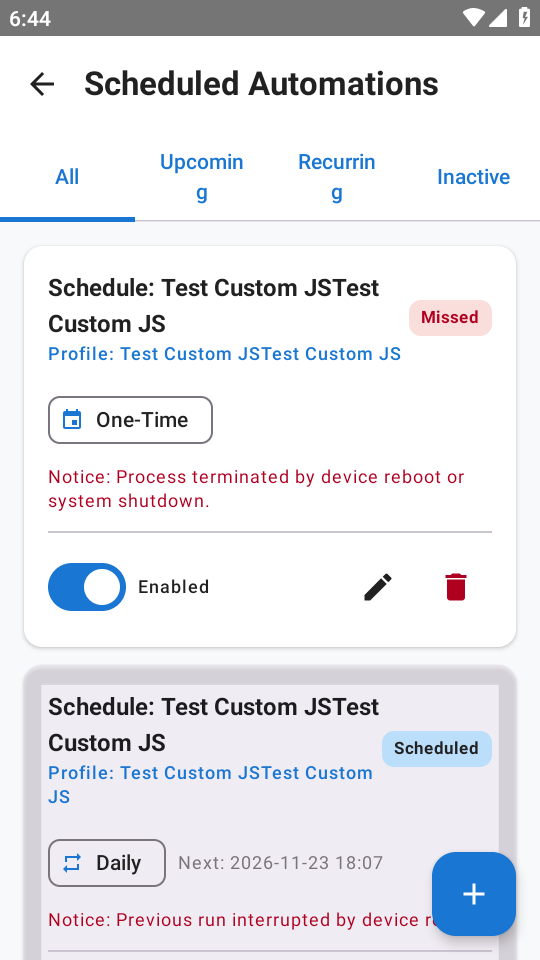 6:44
Scheduled Automations
All
Upcomin
g
Recurrin
g
Inactive
Schedule: Test Custom JSTest
Custom JS
Missed
Profile: Test Custom JSTest Custom JS
One-Time
Notice: Process terminated by device reboot or
system shutdown.
Enabled
Schedule: Test Custom JSTest
Custom JS
Scheduled
Profile: Test Custom JSTest Custom
JS
Daily
Next: 2026-11-23 18:07
Notice: Previous run interrupted by device